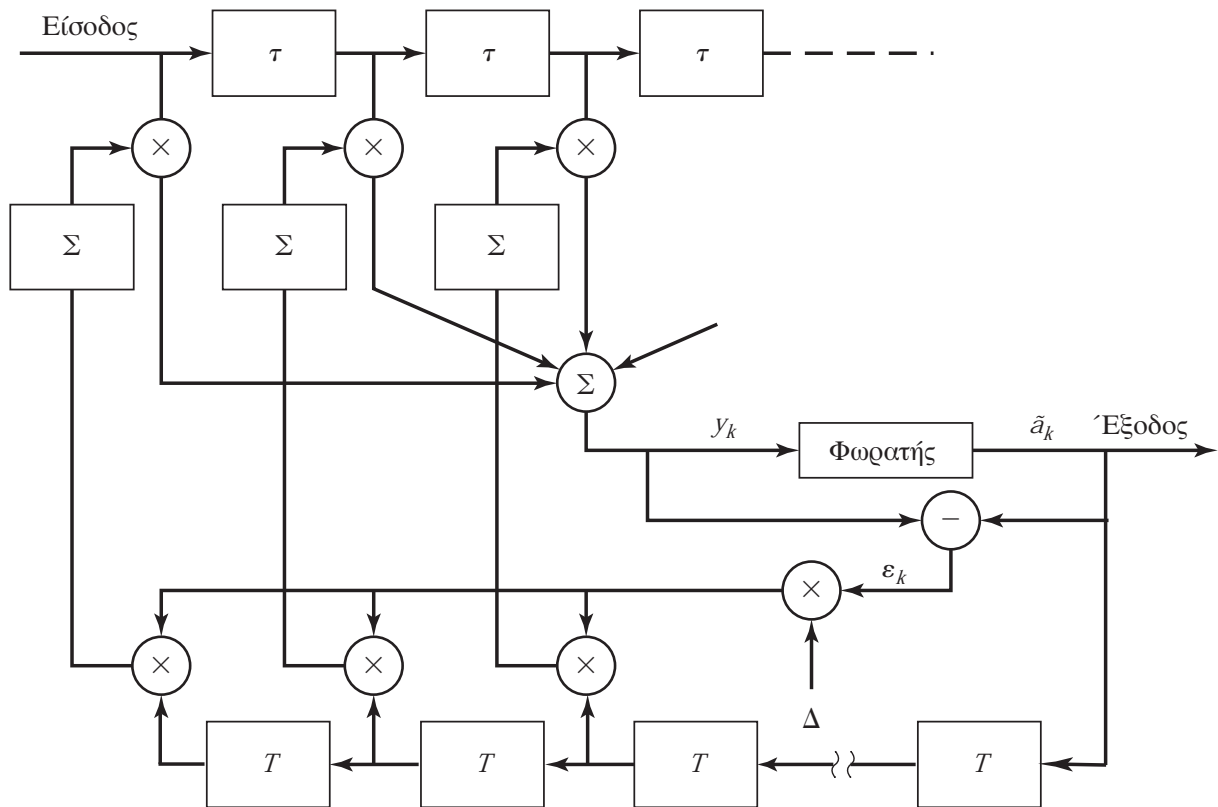 Είσοδος
τ
τ
τ
×
×
×
Σ
Σ
Σ
Σ
y_k
Φωρατής
ã_k
Έξοδος
−
ε_k
×
×
×
×
Δ
T
T
T
T